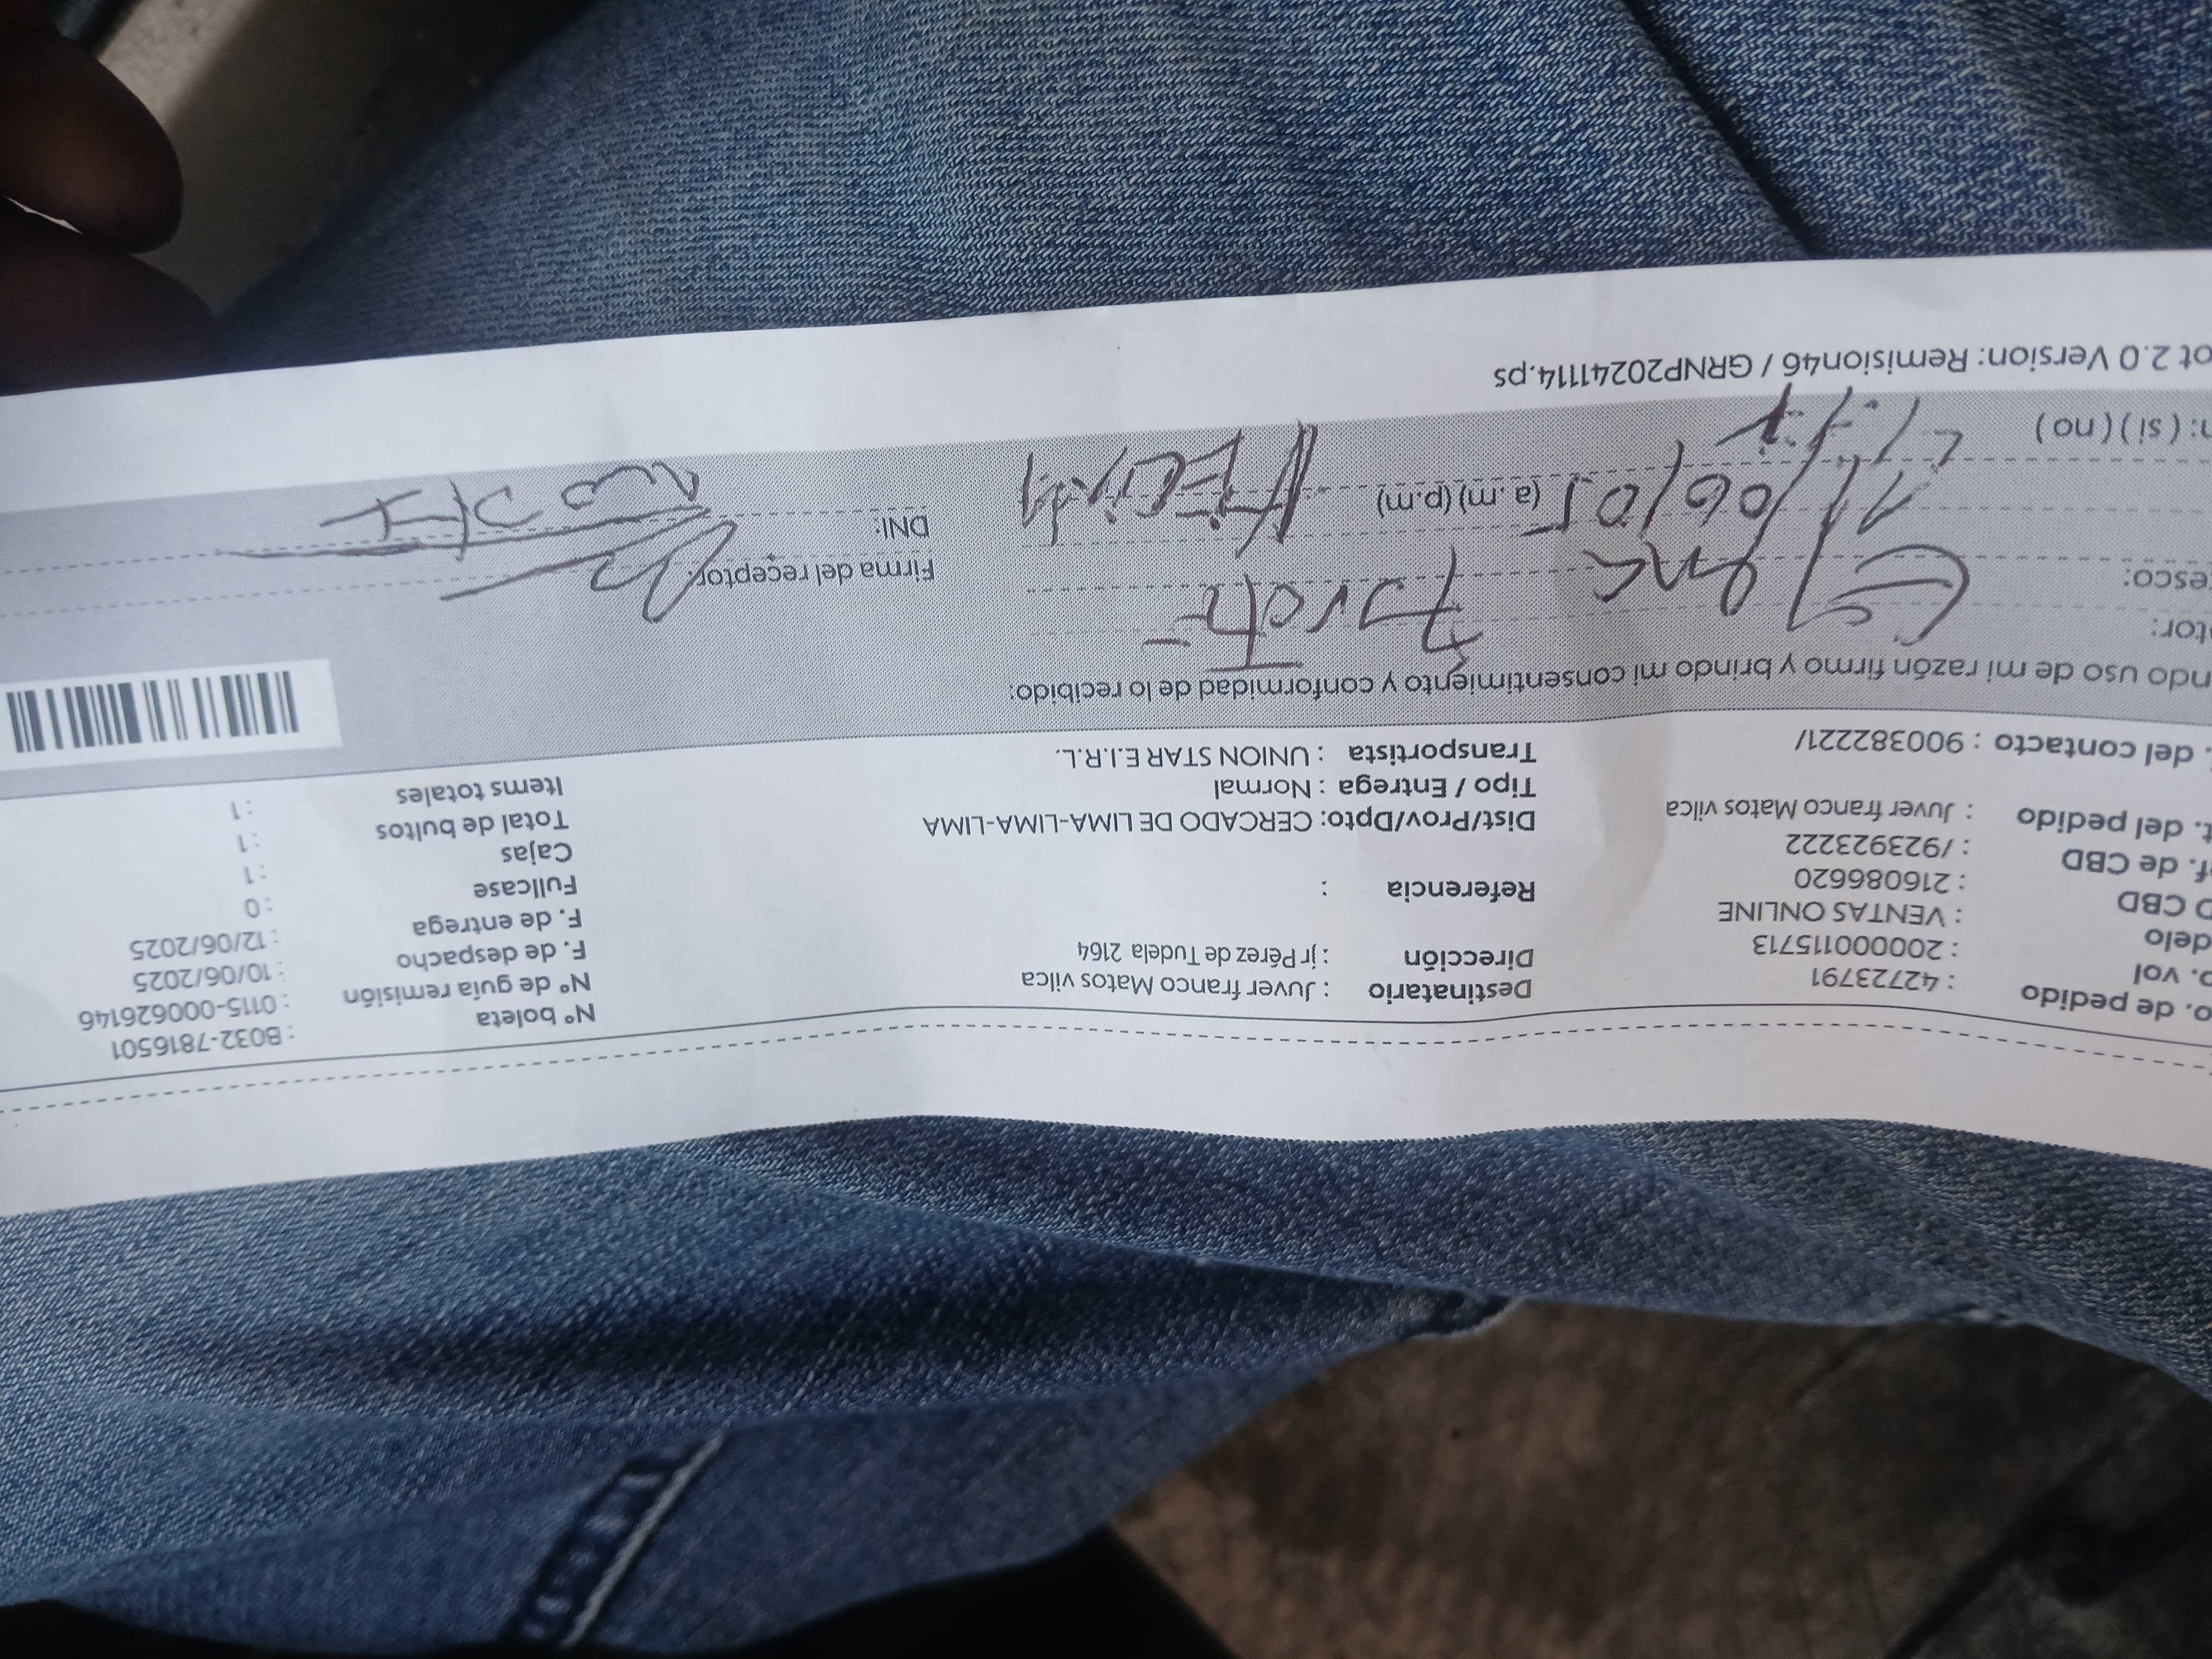 o. de pedido : 42723791
o. vol : 20000011571​3
delo : VENTAS ONLINE
D CBD : 216086620
ef. de CBD : /923923222
t. del pedido : Juver franco Matos vilca
. del contacto : 900382221/
Destinatario : Juver franco Matos vilca
Dirección : jr Pérez de Tudela 2164
Referencia :
Dist/Prov/Dpto: CERCADO DE LIMA-LIMA-LIMA
Tipo / Entrega : Normal
Transportista : UNION STAR E.I.R.L.
N° boleta : B032-7816501
N° de guía remisión : 0115-000626146
F. de despacho : 10/06/2025
F. de entrega : 12/06/2025
Fullcase : 0
Cajas : 1
Total de bultos : 1
Items totales : 1
ndo uso de mi razón firmo y brindo mi consentimiento y conformidad de lo recibido:
tor:
esco:
(a.m) (p.m)
n: ( si ) ( no )
Firma del receptor:
DNI:
ot 2.0 Version: Remision46 / GRNP20241114.ps